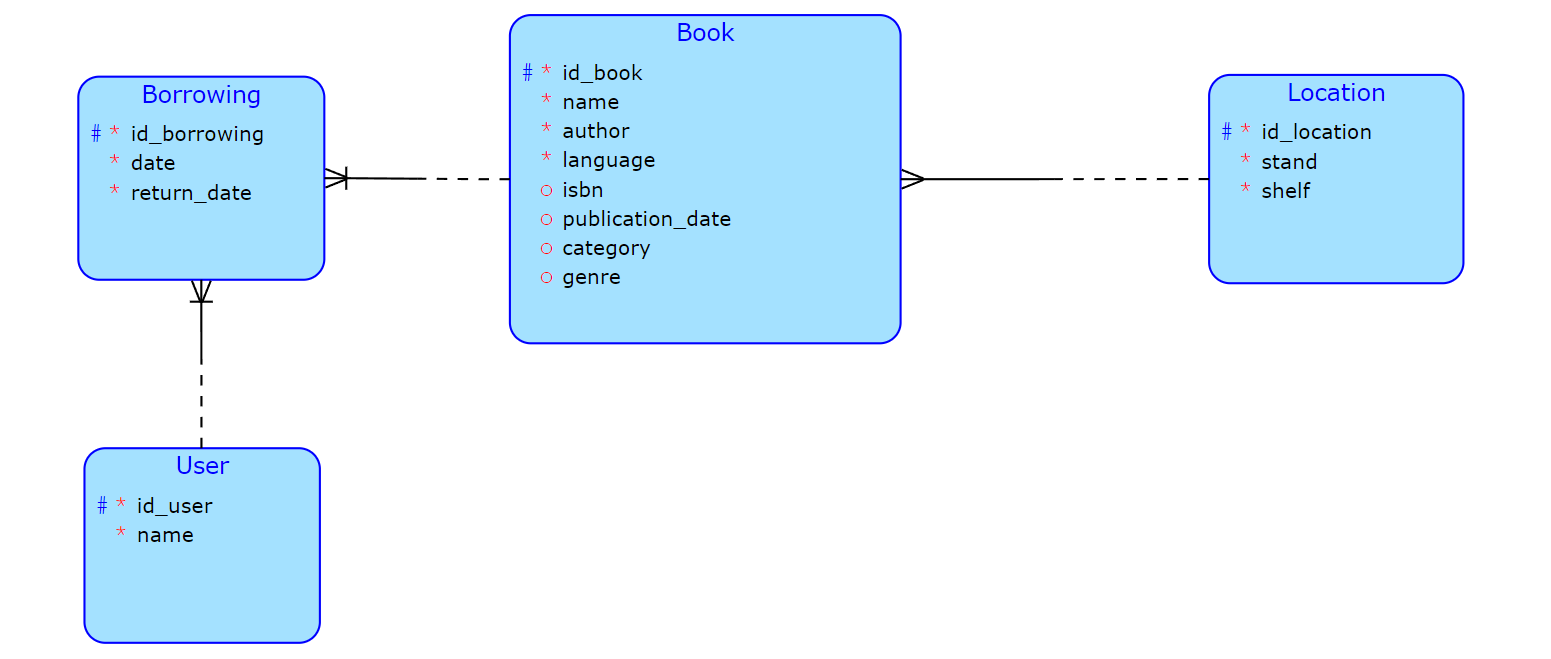 Borrowing
# * id_borrowing
* date
* return_date
Book
# * id_book
* name
* author
* language
o isbn
o publication_date
o category
o genre
Location
# * id_location
* stand
* shelf
User
# * id_user
* name